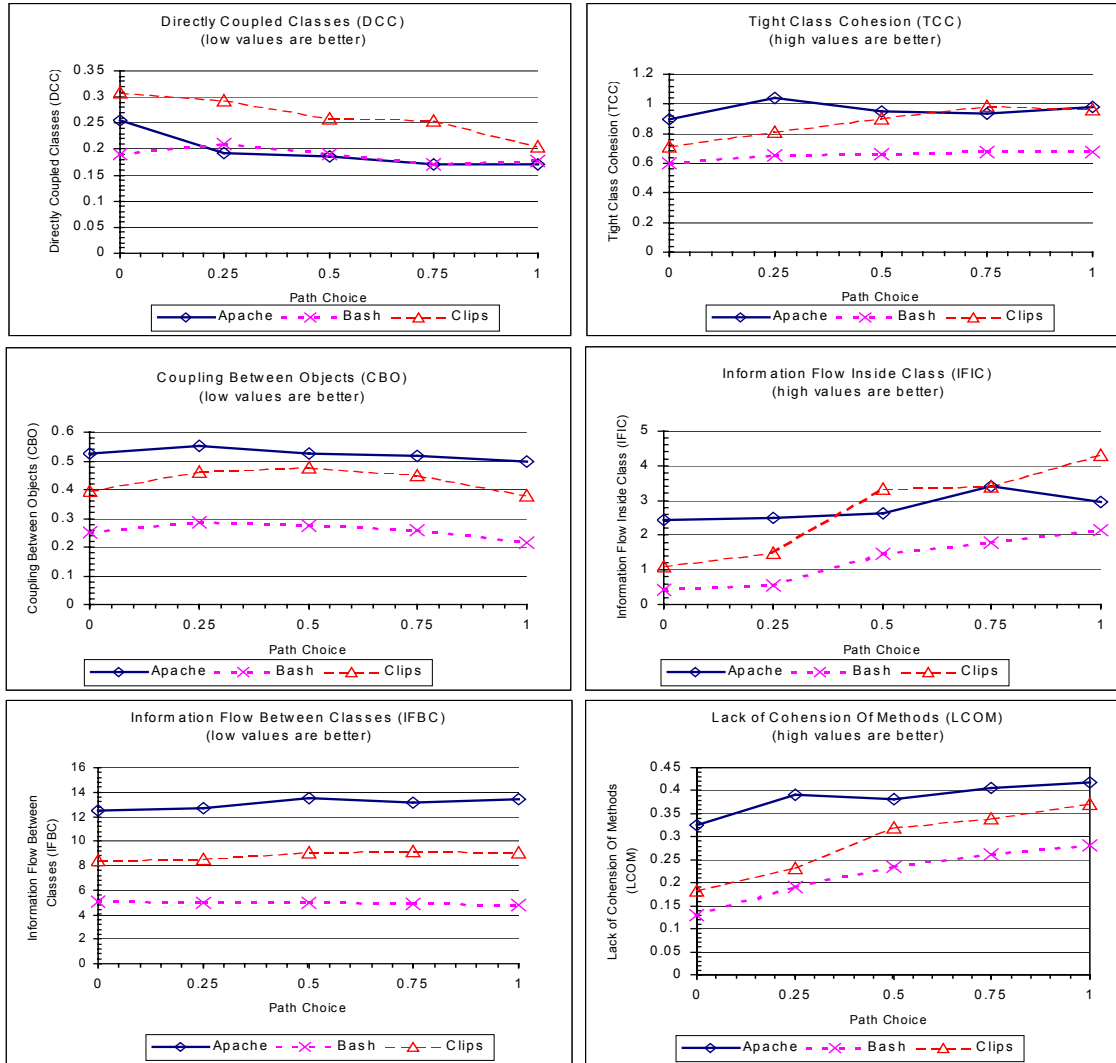 Directly Coupled Classes (DCC)
(low values are better)
Directly Coupled Classes (DCC)
0.35
0.3
0.25
0.2
0.15
0.1
0.05
0
0 0.25 0.5 0.75 1
Path Choice
Apache Bash Clips
Tight Class Cohesion (TCC)
(high values are better)
Tight Class Cohesion (TCC)
1.2
1
0.8
0.6
0.4
0.2
0
0 0.25 0.5 0.75 1
Path Choice
Apache Bash Clips
Coupling Between Objects (CBO)
(low values are better)
Coupling Between Objects (CBO)
0.6
0.5
0.4
0.3
0.2
0.1
0
0 0.25 0.5 0.75 1
Path Choice
Apache Bash Clips
Information Flow Inside Class (IFIC)
(high values are better)
Information Flow Inside Class (IFIC)
5
4
3
2
1
0
0 0.25 0.5 0.75 1
Path Choice
Apache Bash Clips
Information Flow Between Classes (IFBC)
(low values are better)
Information Flow Between
Classes (IFBC)
16
14
12
10
8
6
4
2
0
0 0.25 0.5 0.75 1
Path Choice
Apache Bash Clips
Lack of Cohension Of Methods (LCOM)
(high values are better)
Lack of Cohension Of Methods
(LCOM)
0.45
0.4
0.35
0.3
0.25
0.2
0.15
0.1
0.05
0
0 0.25 0.5 0.75 1
Path Choice
Apache Bash Clips